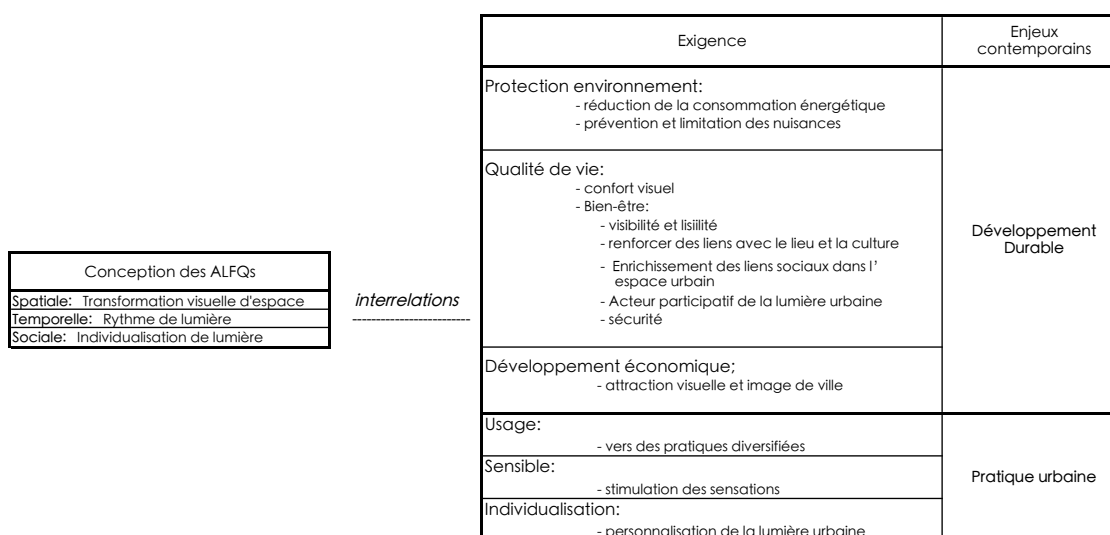 Exigence
Enjeux
contemporains
Protection environnement:
- réduction de la consommation énergétique
- prévention et limitation des nuisances
Qualité de vie:
- confort visuel
- Bien-être:
- visibilité et lisiilité
- renforcer des liens avec le lieu et la culture
- Enrichissement des liens sociaux dans l'
espace urbain
- Acteur participatif de la lumière urbaine
- sécurité
Développement économique;
- attraction visuelle et image de ville
Développement
Durable
Usage:
- vers des pratiques diversifiées
Sensible:
- stimulation des sensations
Individualisation:
- personnalisation de la lumière urbaine
Pratique urbaine
Conception des ALFQs
Spatiale: Transformation visuelle d'espace
Temporelle: Rythme de lumière
Sociale: Individualisation de lumière
interrelations